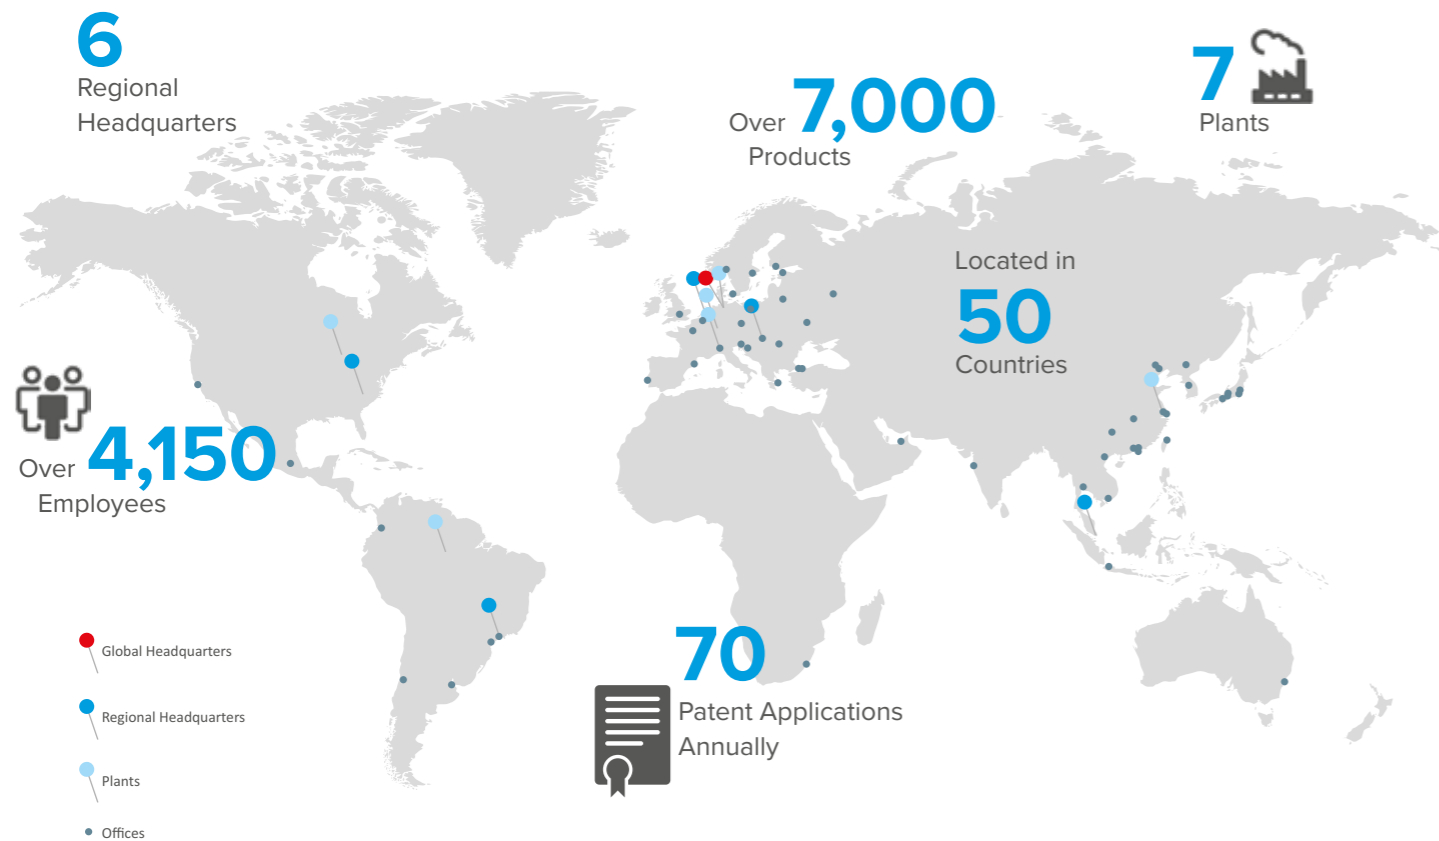 6
Regional
Headquarters
Over 7,000
Products
7
Plants
Located in
50
Countries
Over 4,150
Employees
70
Patent Applications
Annually
Global Headquarters
Regional Headquarters
Plants
Offices